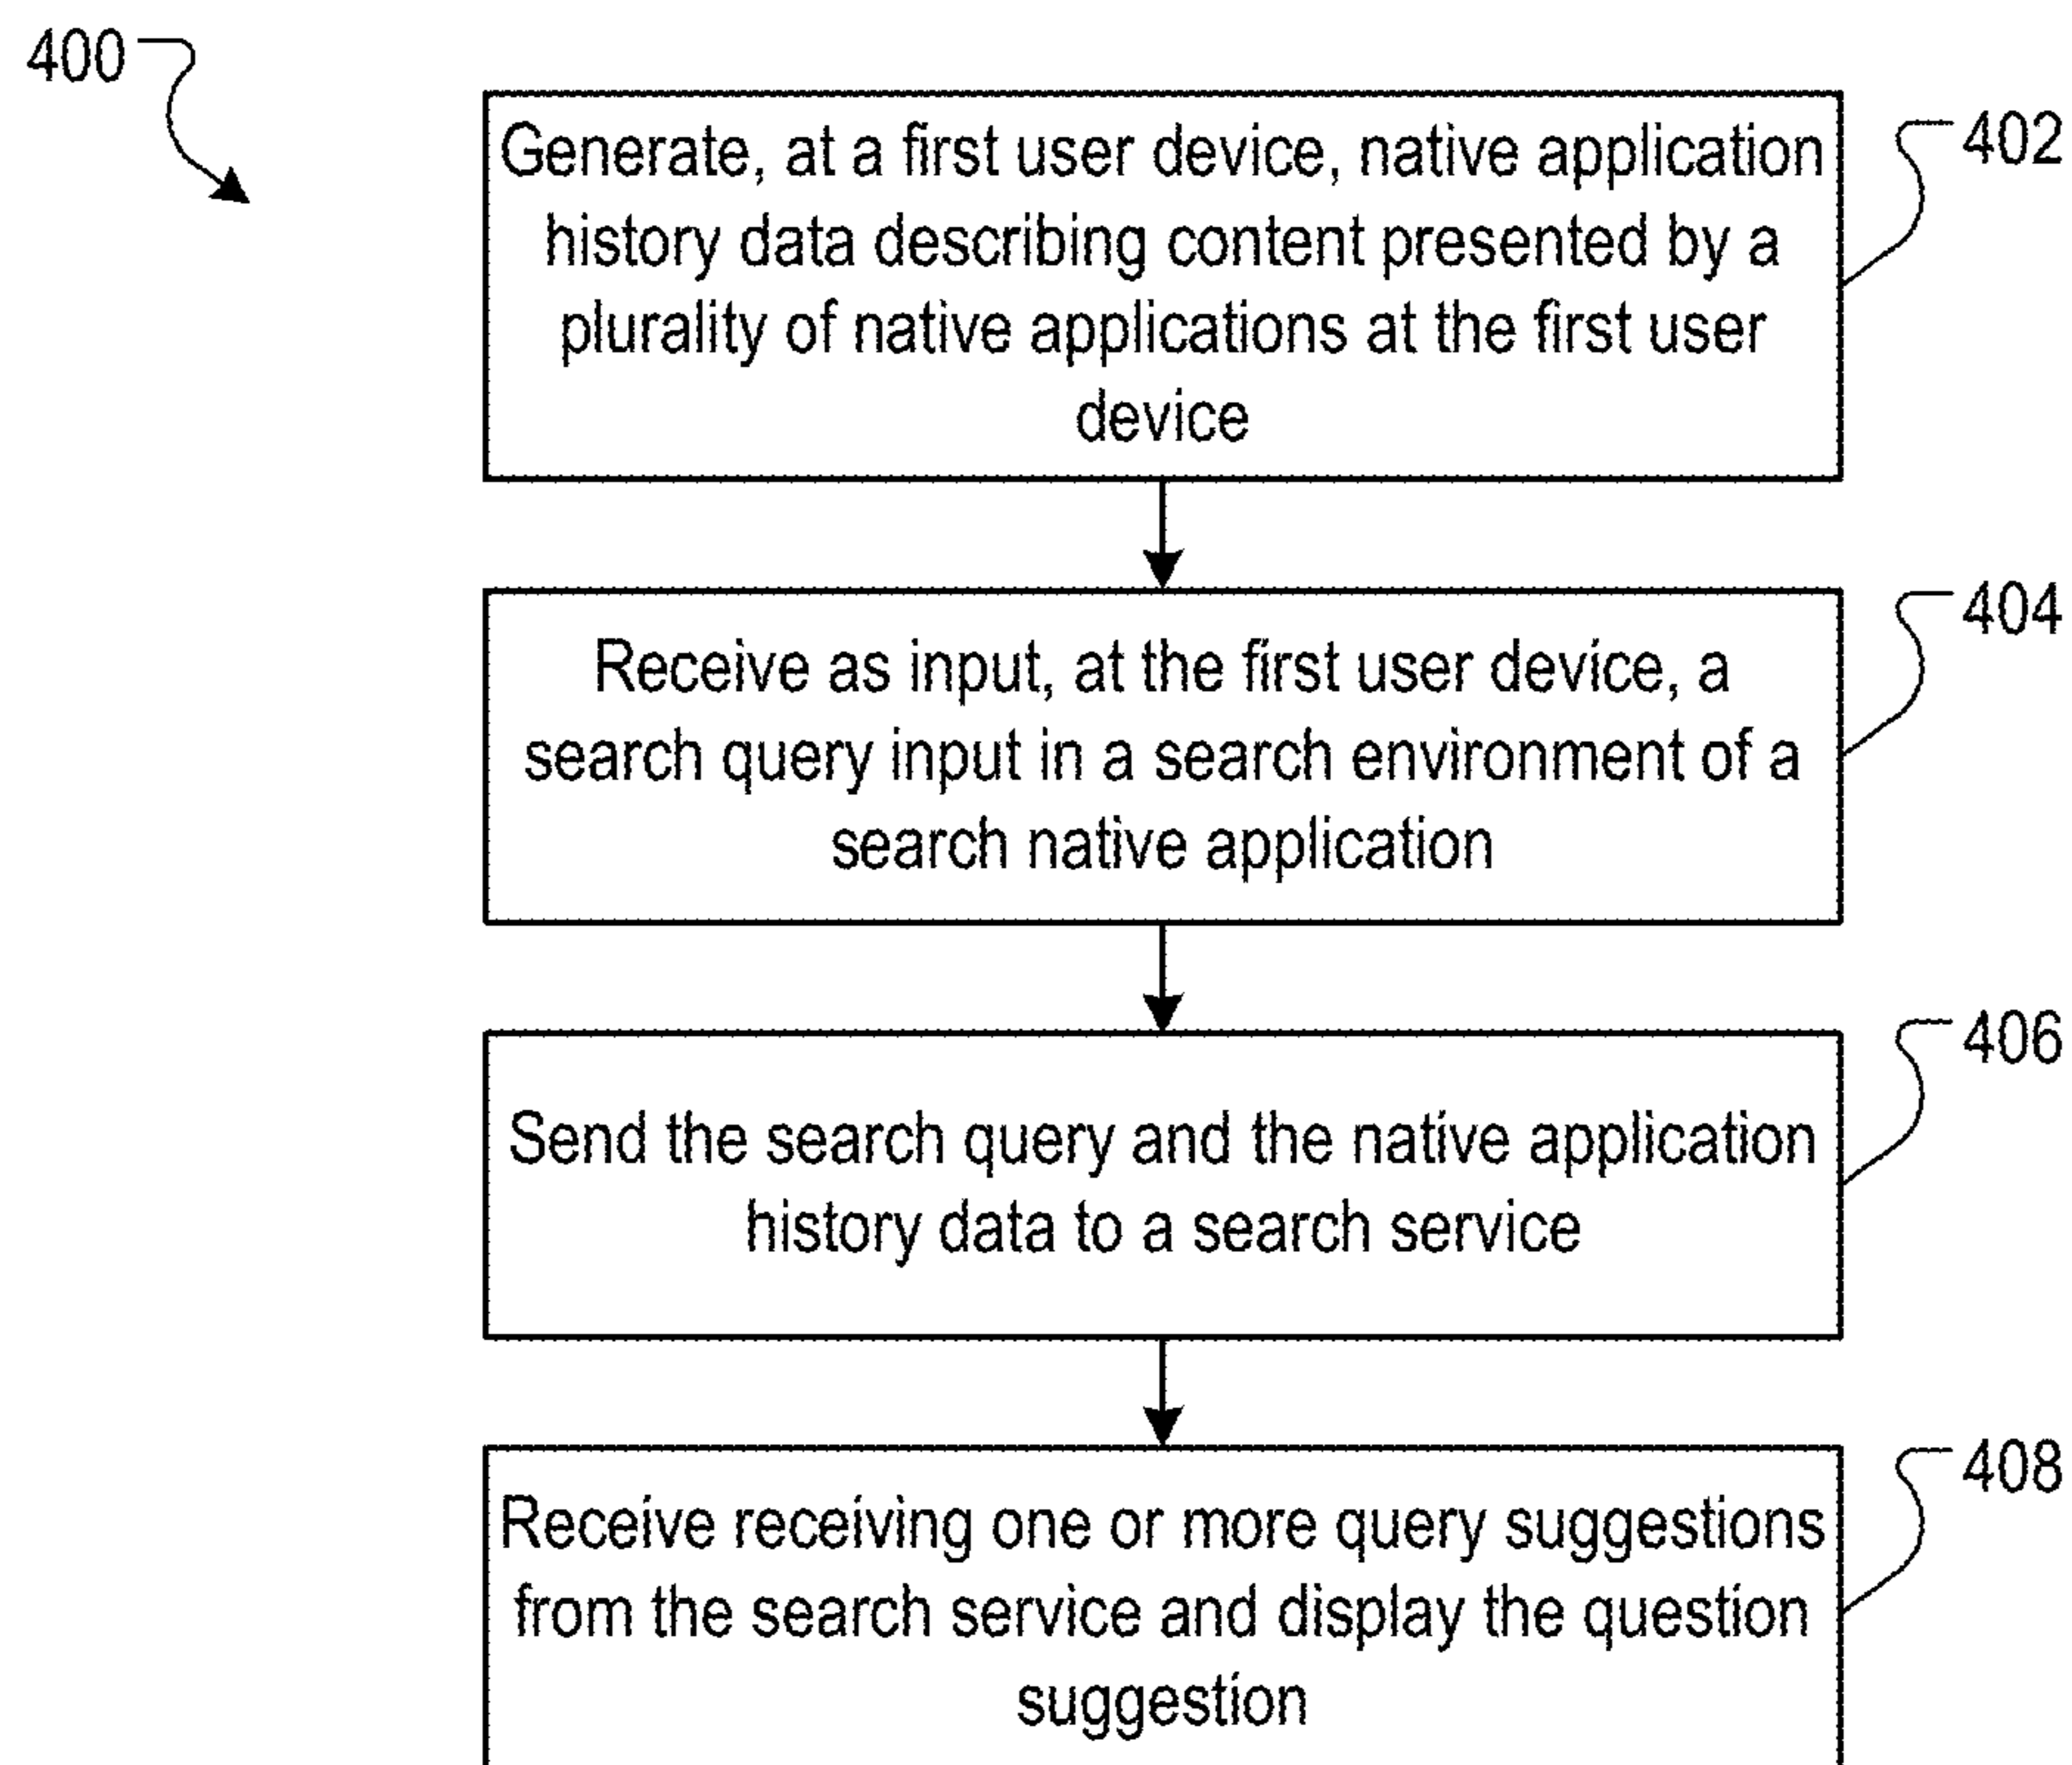 400
Generate, at a first user device, native application
history data describing content presented by a
plurality of native applications at the first user
device
402
Receive as input, at the first user device, a
search query input in a search environment of a
search native application
404
Send the search query and the native application
history data to a search service
406
Receive receiving one or more query suggestions
from the search service and display the question
suggestion
408